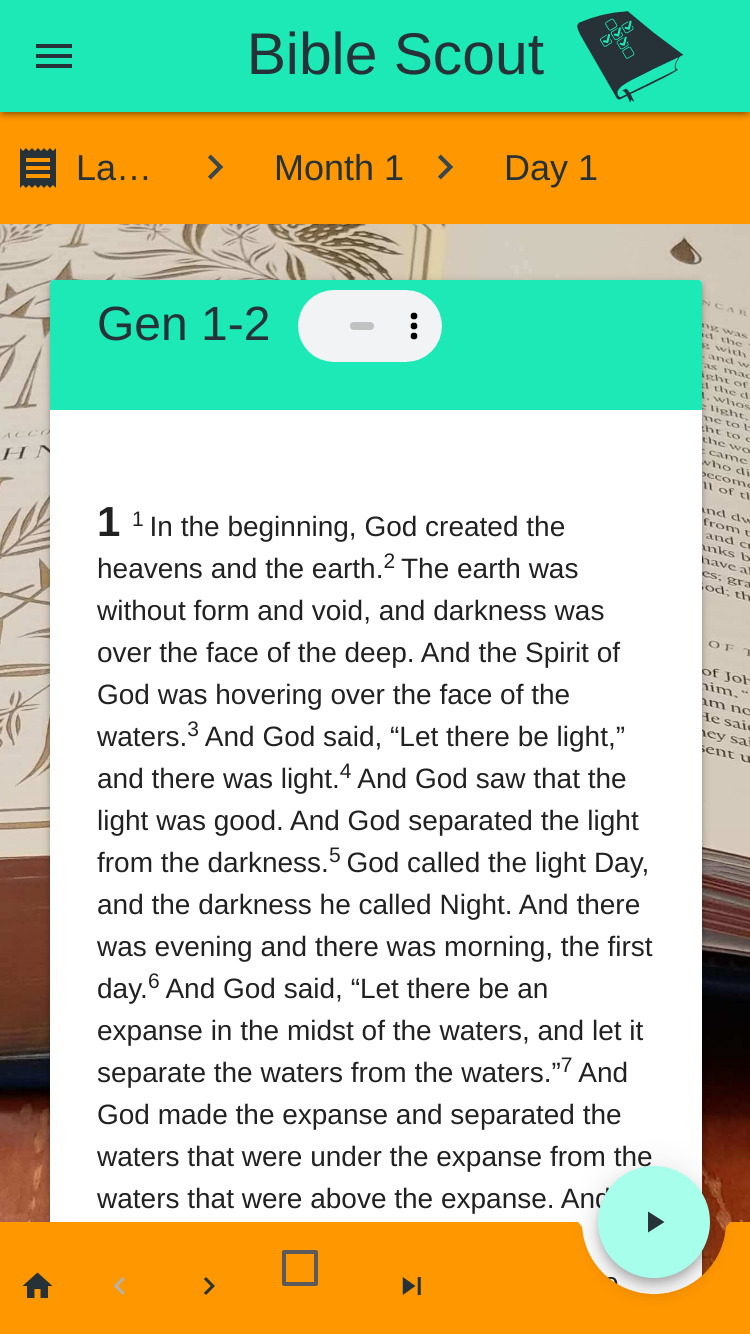 Bible Scout
La… Month 1 Day 1
Gen 1-2
1 1 In the beginning, God created the
heavens and the earth.2 The earth was
without form and void, and darkness was
over the face of the deep. And the Spirit of
God was hovering over the face of the
waters.3 And God said, “Let there be light,”
and there was light.4 And God saw that the
light was good. And God separated the light
from the darkness.5 God called the light Day,
and the darkness he called Night. And there
was evening and there was morning, the first
day.6 And God said, “Let there be an
expanse in the midst of the waters, and let it
separate the waters from the waters.”7 And
God made the expanse and separated the
waters that were under the expanse from the
waters that were above the expanse. And